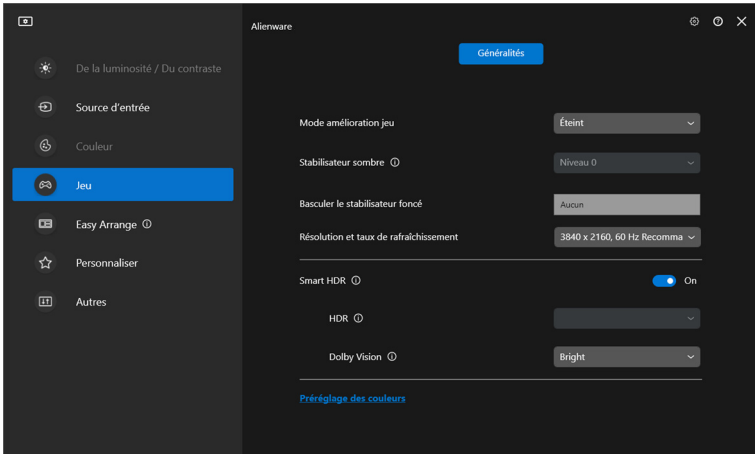 Alienware
De la luminosité / Du contraste
Source d'entrée
Couleur
Jeu
Easy Arrange
Personnaliser
Autres
Généralités
Mode amélioration jeu
Éteint
Stabilisateur sombre
Niveau 0
Basculer le stabilisateur foncé
Aucun
Résolution et taux de rafraîchissement
3840 x 2160, 60 Hz Recomma
Smart HDR
On
HDR
Dolby Vision
Bright
Préréglage des couleurs